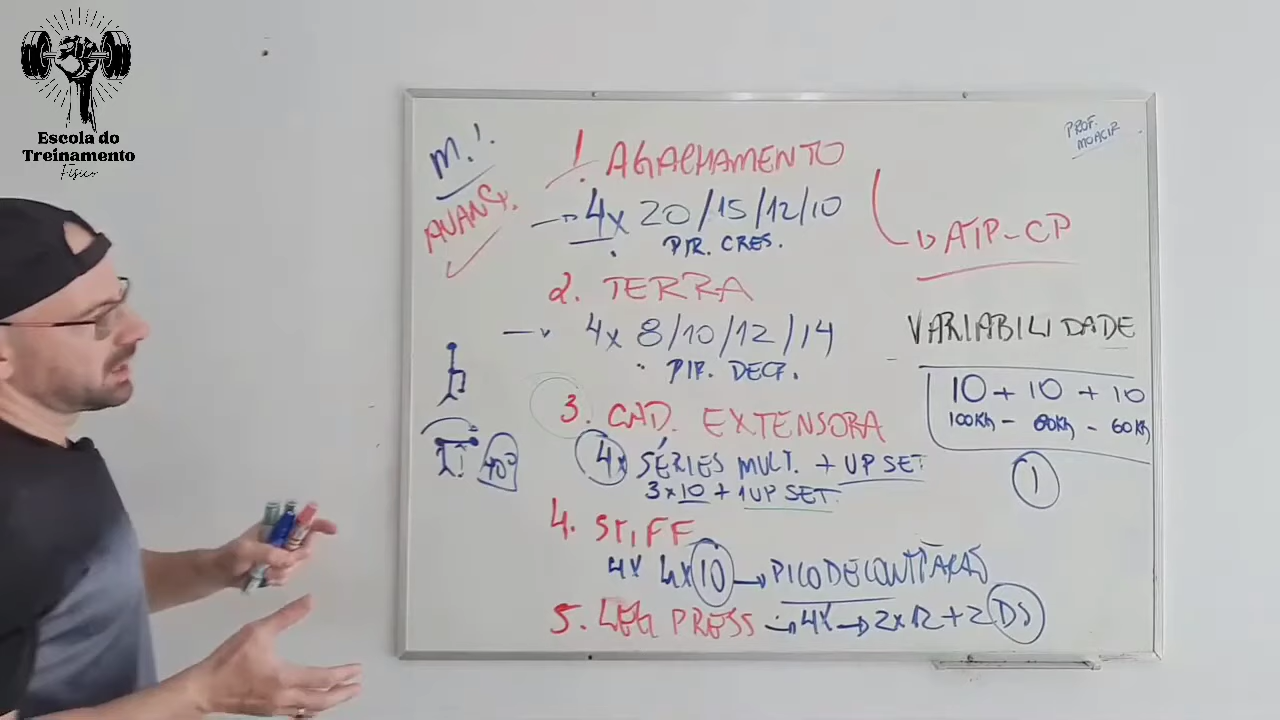 Escola do
Treinamento
Físico
PROF.
MOACIR
M.I.
AVANÇ.
1. AGACHAMENTO
4x 20/15/12/10
PIR. CRES.
ATP-CP
2. TERRA
4x 8/10/12/14
PIR. DECR.
VARIABILIDADE
10 + 10 + 10
100Kg - 80Kg - 60Kg
1
3. CAD. EXTENSORA
4x SÉRIES MULT. + UP SET
3x10 + 1 UP SET.
40°
4. STIFF
4x 4x10 → PICO DE CONTRAÇÃO
5. LEG PRESS → 4x → 2x12 + 2 DS